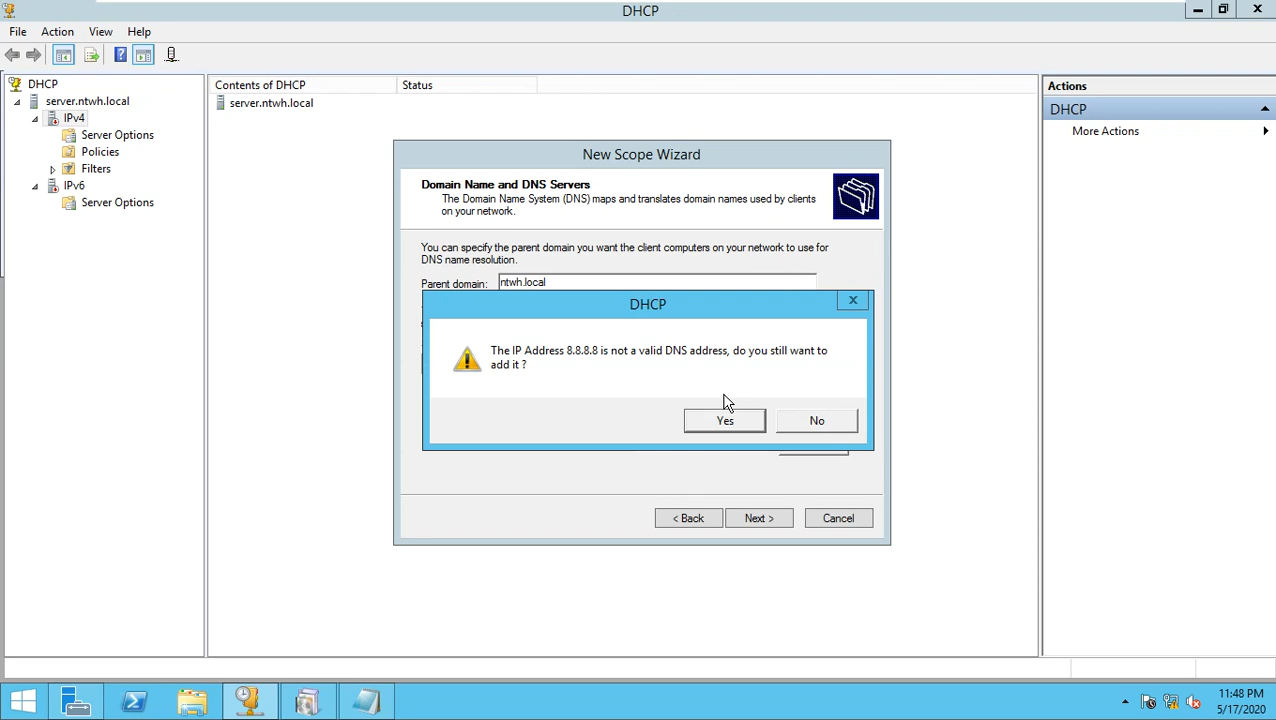 DHCP
File Action View Help
DHCP
server.ntwh.local
IPv4
Server Options
Policies
Filters
IPv6
Server Options
Contents of DHCP Status
server.ntwh.local
Actions
DHCP
More Actions
New Scope Wizard
Domain Name and DNS Servers
The Domain Name System (DNS) maps and translates domain names used by clients
on your network.
You can specify the parent domain you want the client computers on your network to use for
DNS name resolution.
Parent domain: ntwh.local
DHCP
The IP Address 8.8.8.8 is not a valid DNS address, do you still want to
add it ?
Yes No
< Back Next > Cancel
11:48 PM
5/17/2020